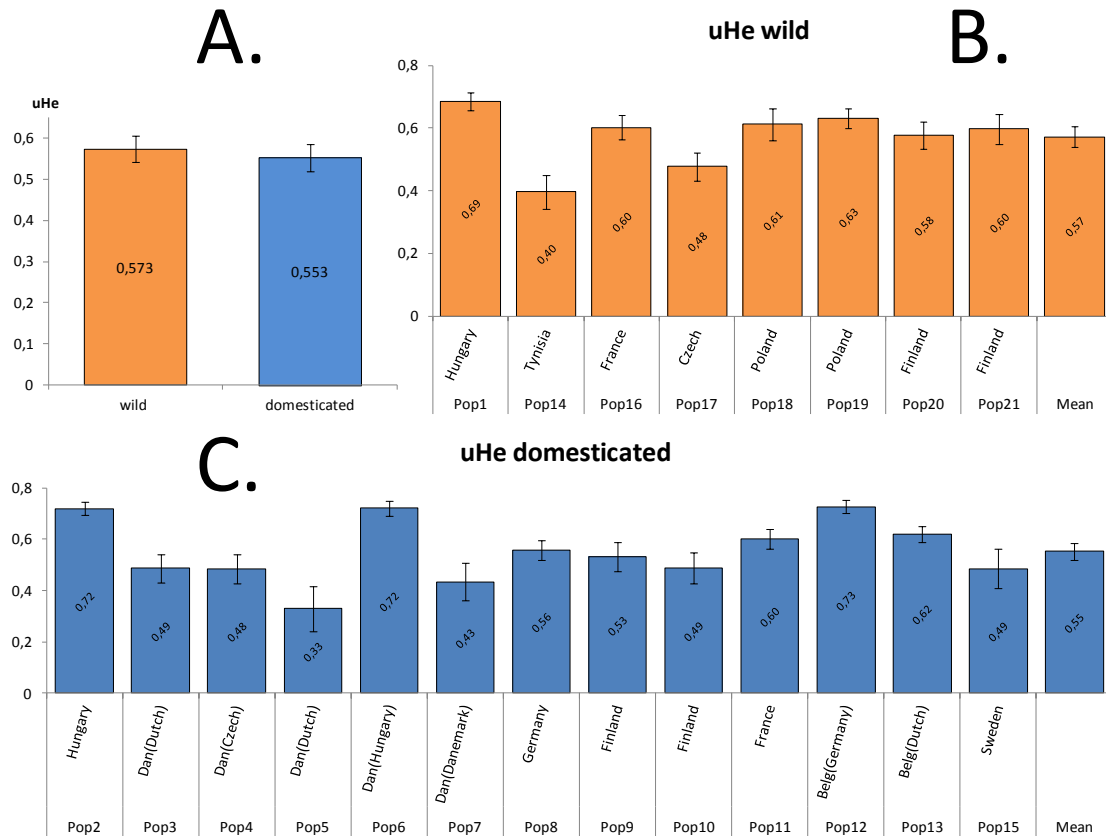 A.
uHe
0,6
0,5
0,4
0,3
0,2
0,1
0
0,573
0,553
wild
domesticated
uHe wild
B.
0,8
0,6
0,4
0,2
0
0,69
0,40
0,60
0,48
0,61
0,63
0,58
0,60
0,57
Hungary
Tynisia
France
Czech
Poland
Poland
Finland
Finland
Pop1
Pop14
Pop16
Pop17
Pop18
Pop19
Pop20
Pop21
Mean
C.
uHe domesticated
0,8
0,6
0,4
0,2
0
0,72
0,49
0,48
0,33
0,72
0,43
0,56
0,53
0,49
0,60
0,73
0,62
0,49
0,55
Hungary
Dan(Dutch)
Dan(Czech)
Dan(Dutch)
Dan(Hungary)
Dan(Danemark)
Germany
Finland
Finland
France
Belg(Germany)
Belg(Dutch)
Sweden
Pop2
Pop3
Pop4
Pop5
Pop6
Pop7
Pop8
Pop9
Pop10
Pop11
Pop12
Pop13
Pop15
Mean